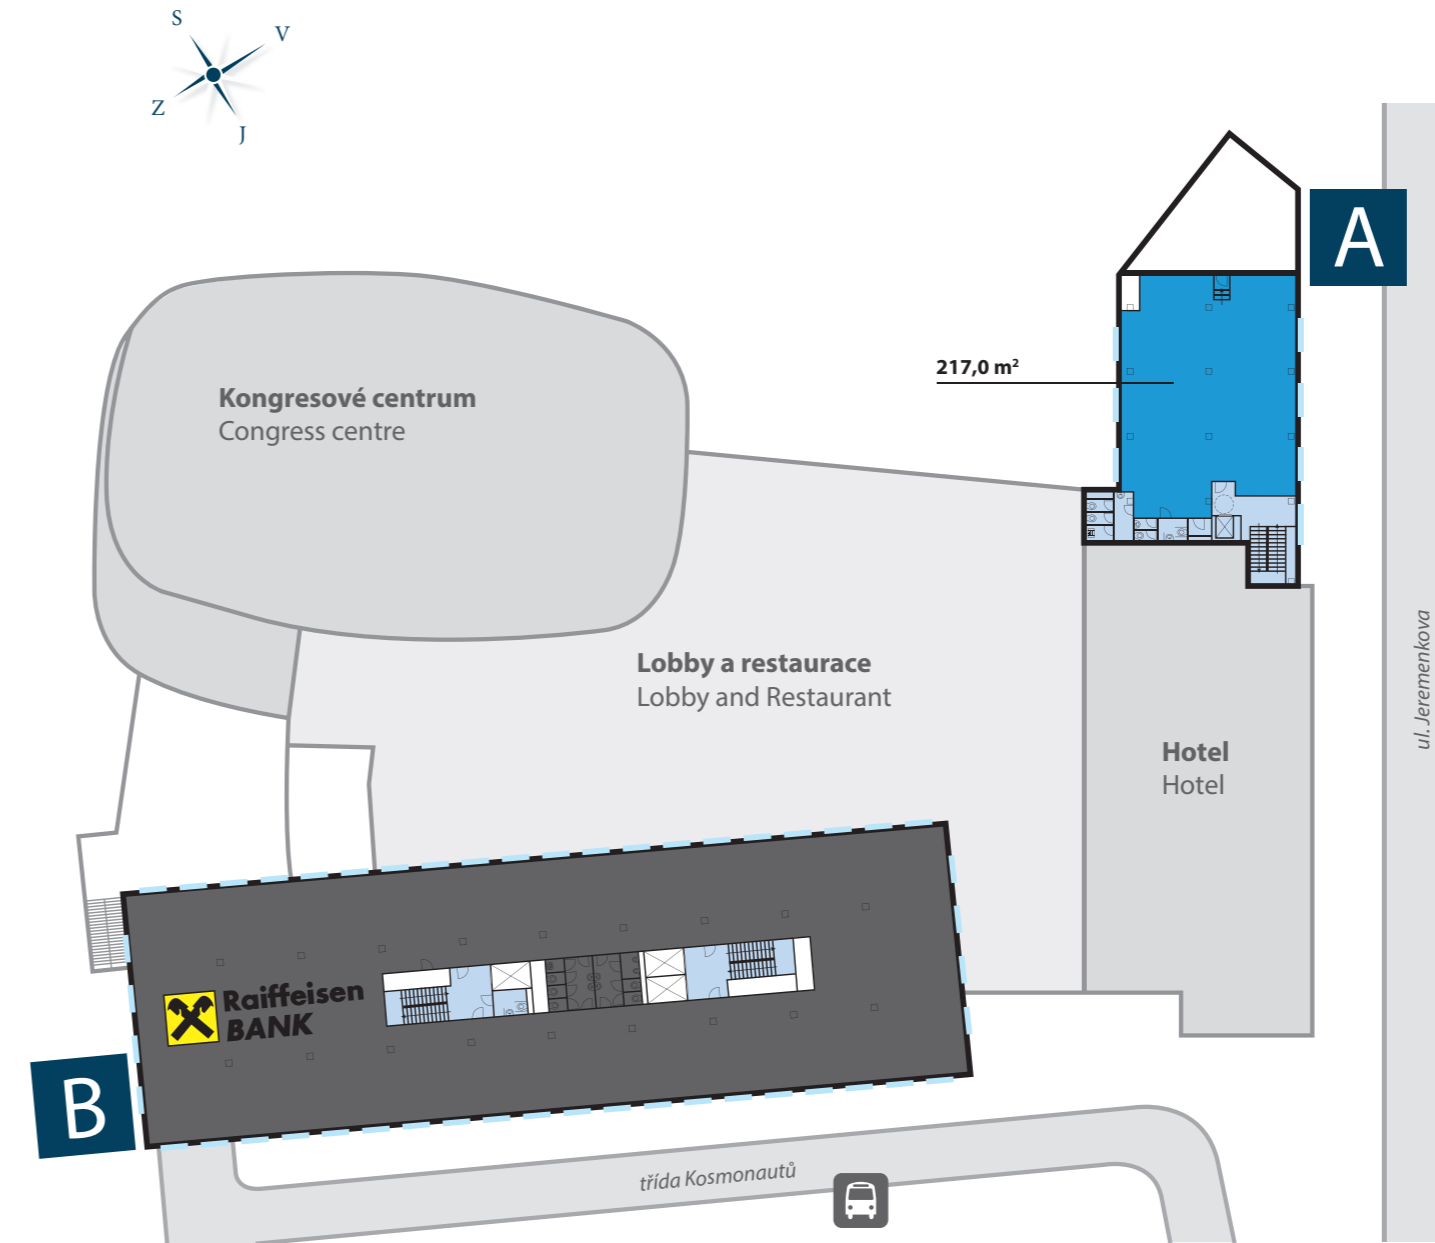 S
V
Z
J
A
217,0 m²
Kongresové centrum
Congress centre
Lobby a restaurace
Lobby and Restaurant
ul. Jeremenkova
Hotel
Hotel
Raiffeisen
BANK
B
třída Kosmonautů